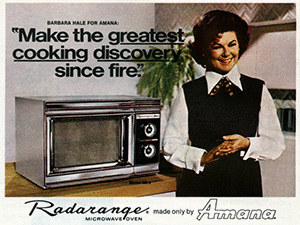 BARBARA HALE FOR AMANA:
"Make the greatest
cooking discovery
since fire."
Radarange® made only by Amana
MICROWAVE OVEN